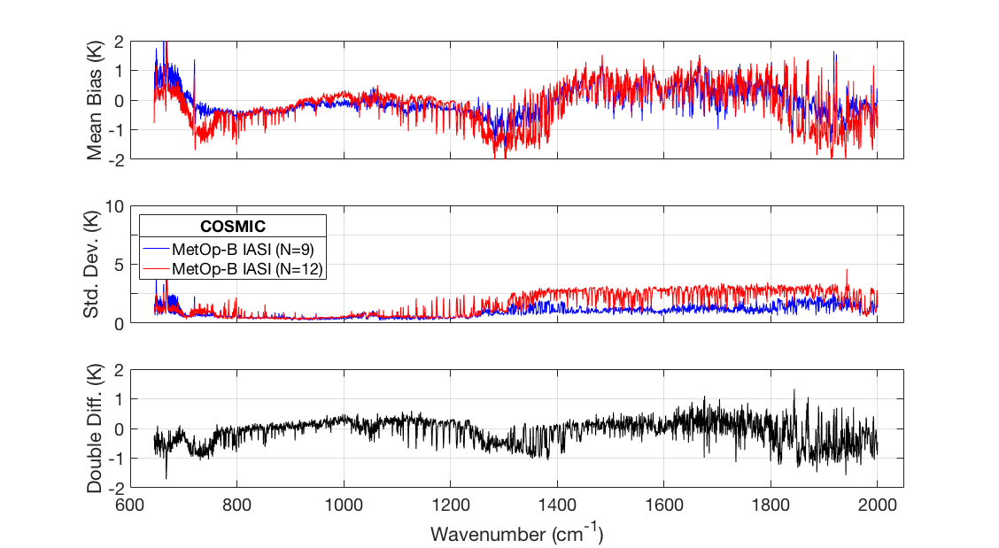 Mean Bias (K)
2
1
0
-1
-2
Std. Dev. (K)
10
5
0
COSMIC
MetOp-B IASI (N=9)
MetOp-B IASI (N=12)
Double Diff. (K)
2
1
0
-1
-2
600 800 1000 1200 1400 1600 1800 2000
Wavenumber (cm-1)